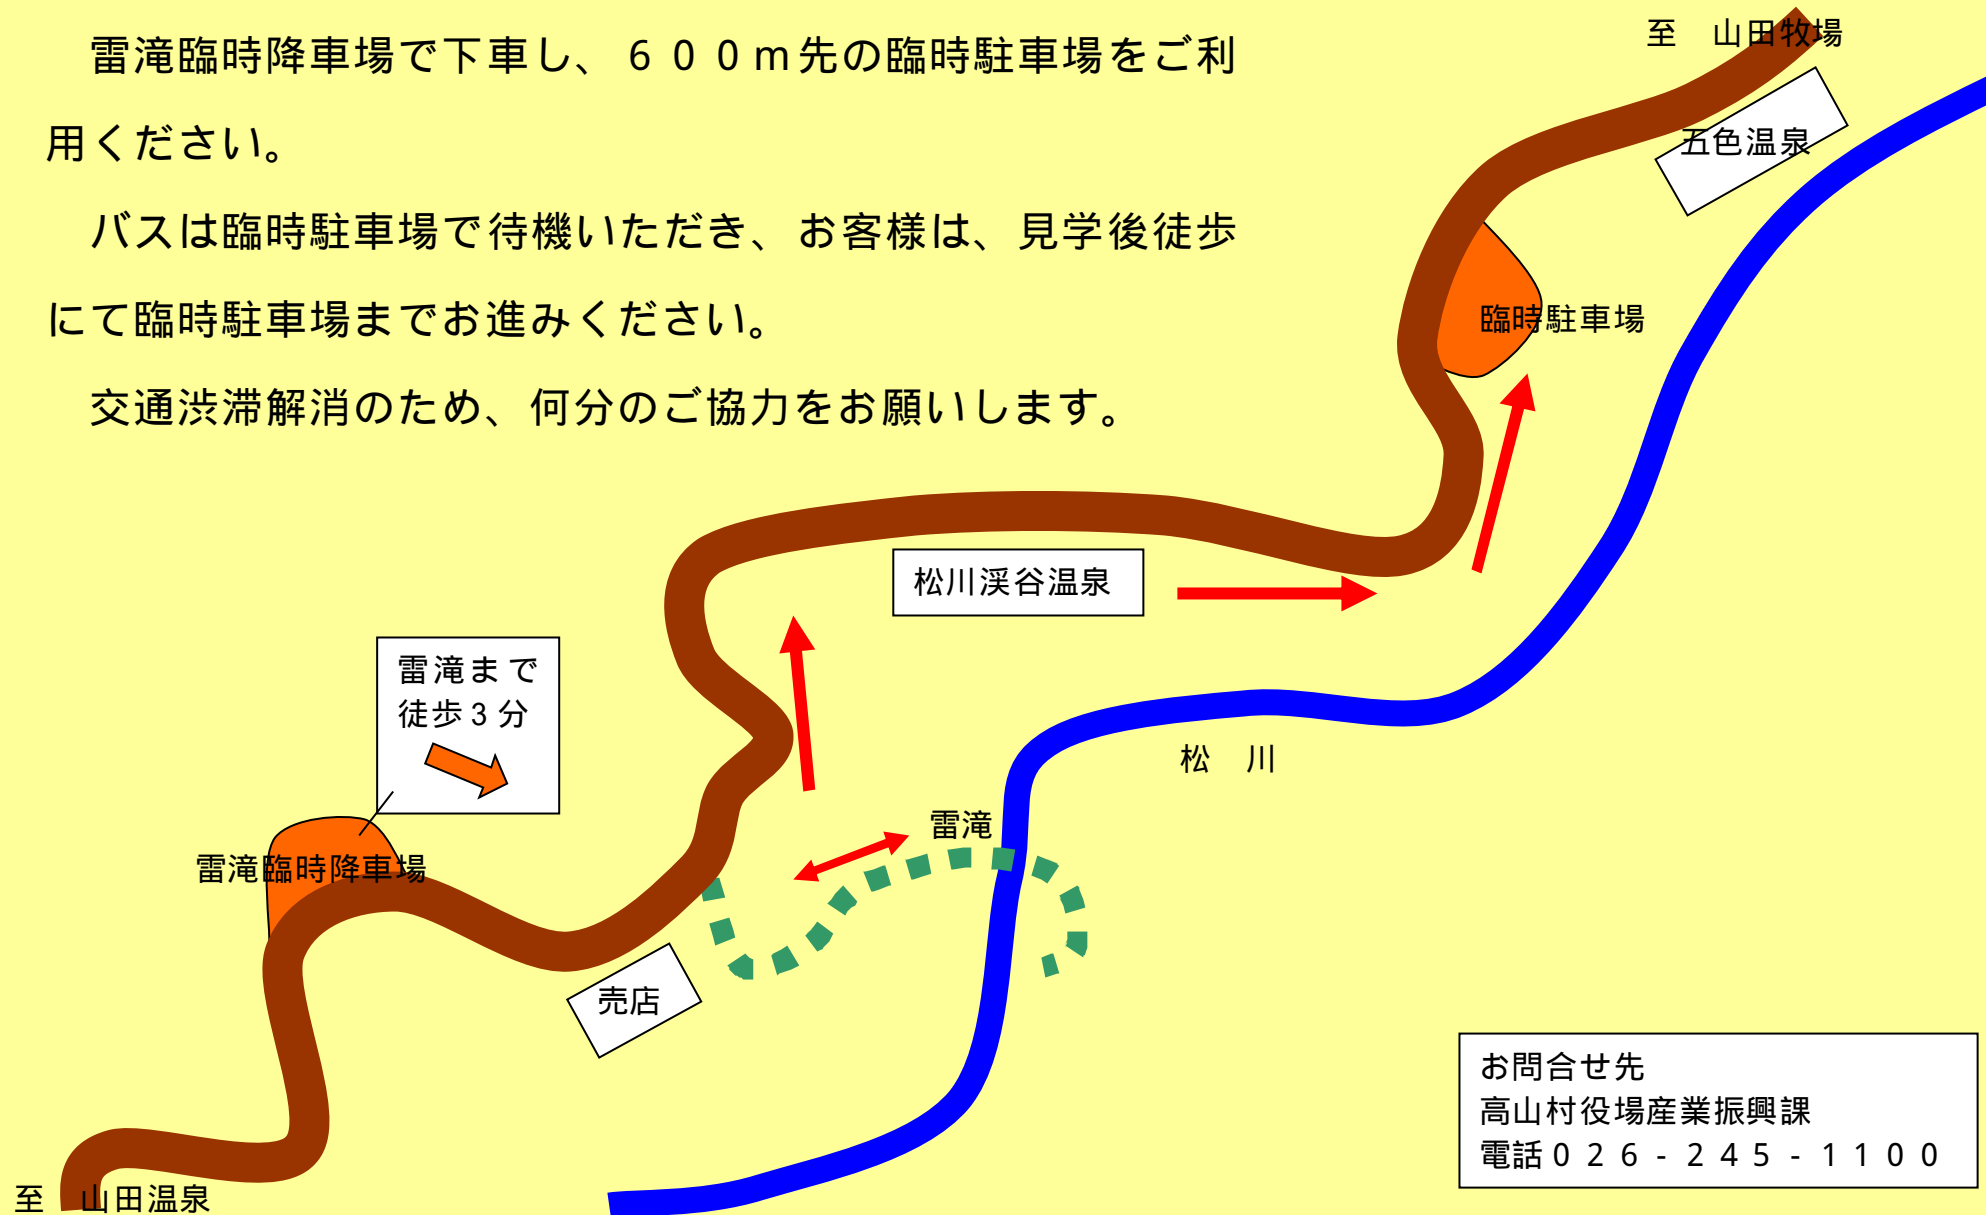 雷滝臨時降車場で下車し、６００ｍ先の臨時駐車場をご利
用ください。
バスは臨時駐車場で待機いただき、お客様は、見学後徒歩
にて臨時駐車場までお進みください。
交通渋滞解消のため、何分のご協力をお願いします。
至　山田牧場
五色温泉
臨時駐車場
松川渓谷温泉
雷滝まで
徒歩3分
松　川
雷滝
雷滝臨時降車場
売店
お問合せ先
高山村役場産業振興課
電話０２６-２４５-１１００
至　山田温泉